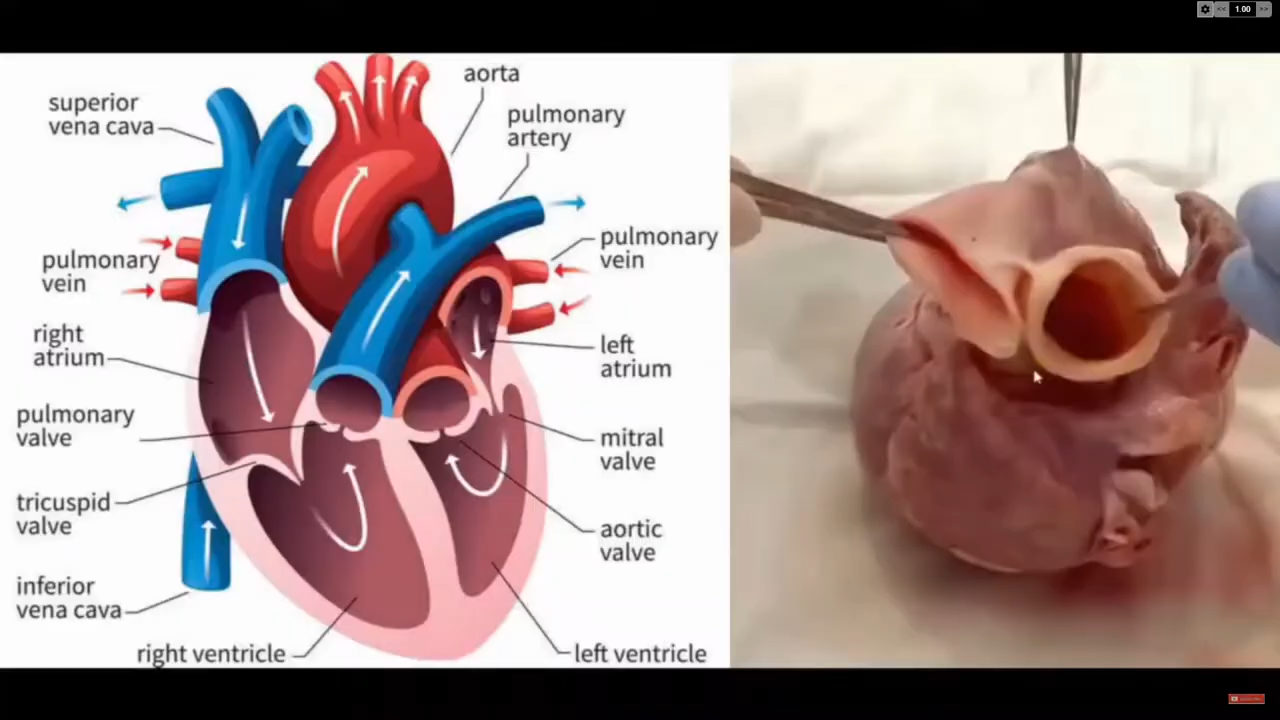 << 1.00 >>
superior
vena cava
aorta
pulmonary
artery
pulmonary
vein
pulmonary
vein
right
atrium
left
atrium
pulmonary
valve
mitral
valve
tricuspid
valve
aortic
valve
inferior
vena cava
right ventricle
left ventricle